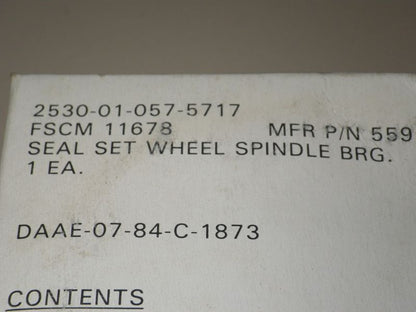 2530-01-057-5717
FSCM 11678 MFR P/N 559
SEAL SET WHEEL SPINDLE BRG.
1 EA.
DAAE-07-84-C-1873
CONTENTS